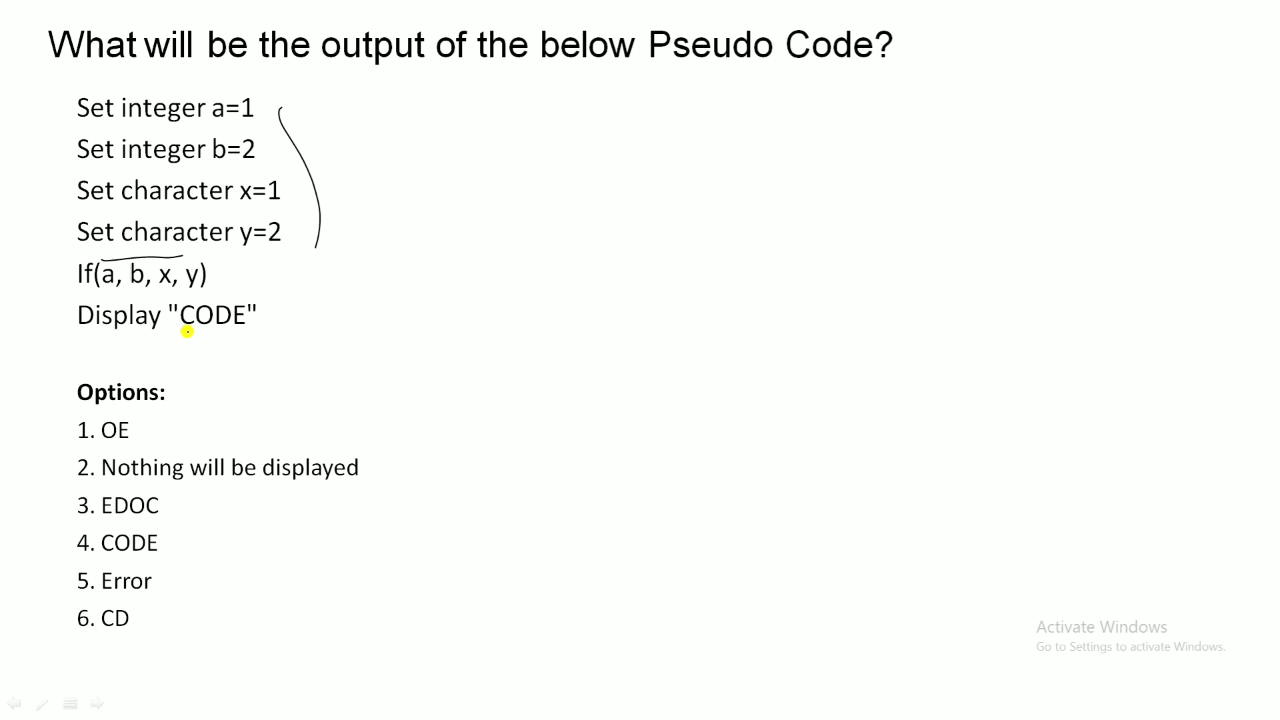 What will be the output of the below Pseudo Code?
Set integer a=1
Set integer b=2
Set character x=1
Set character y=2
If(a, b, x, y)
Display "CODE"
Options:
1. OE
2. Nothing will be displayed
3. EDOC
4. CODE
5. Error
6. CD
Activate Windows
Go to Settings to activate Windows.